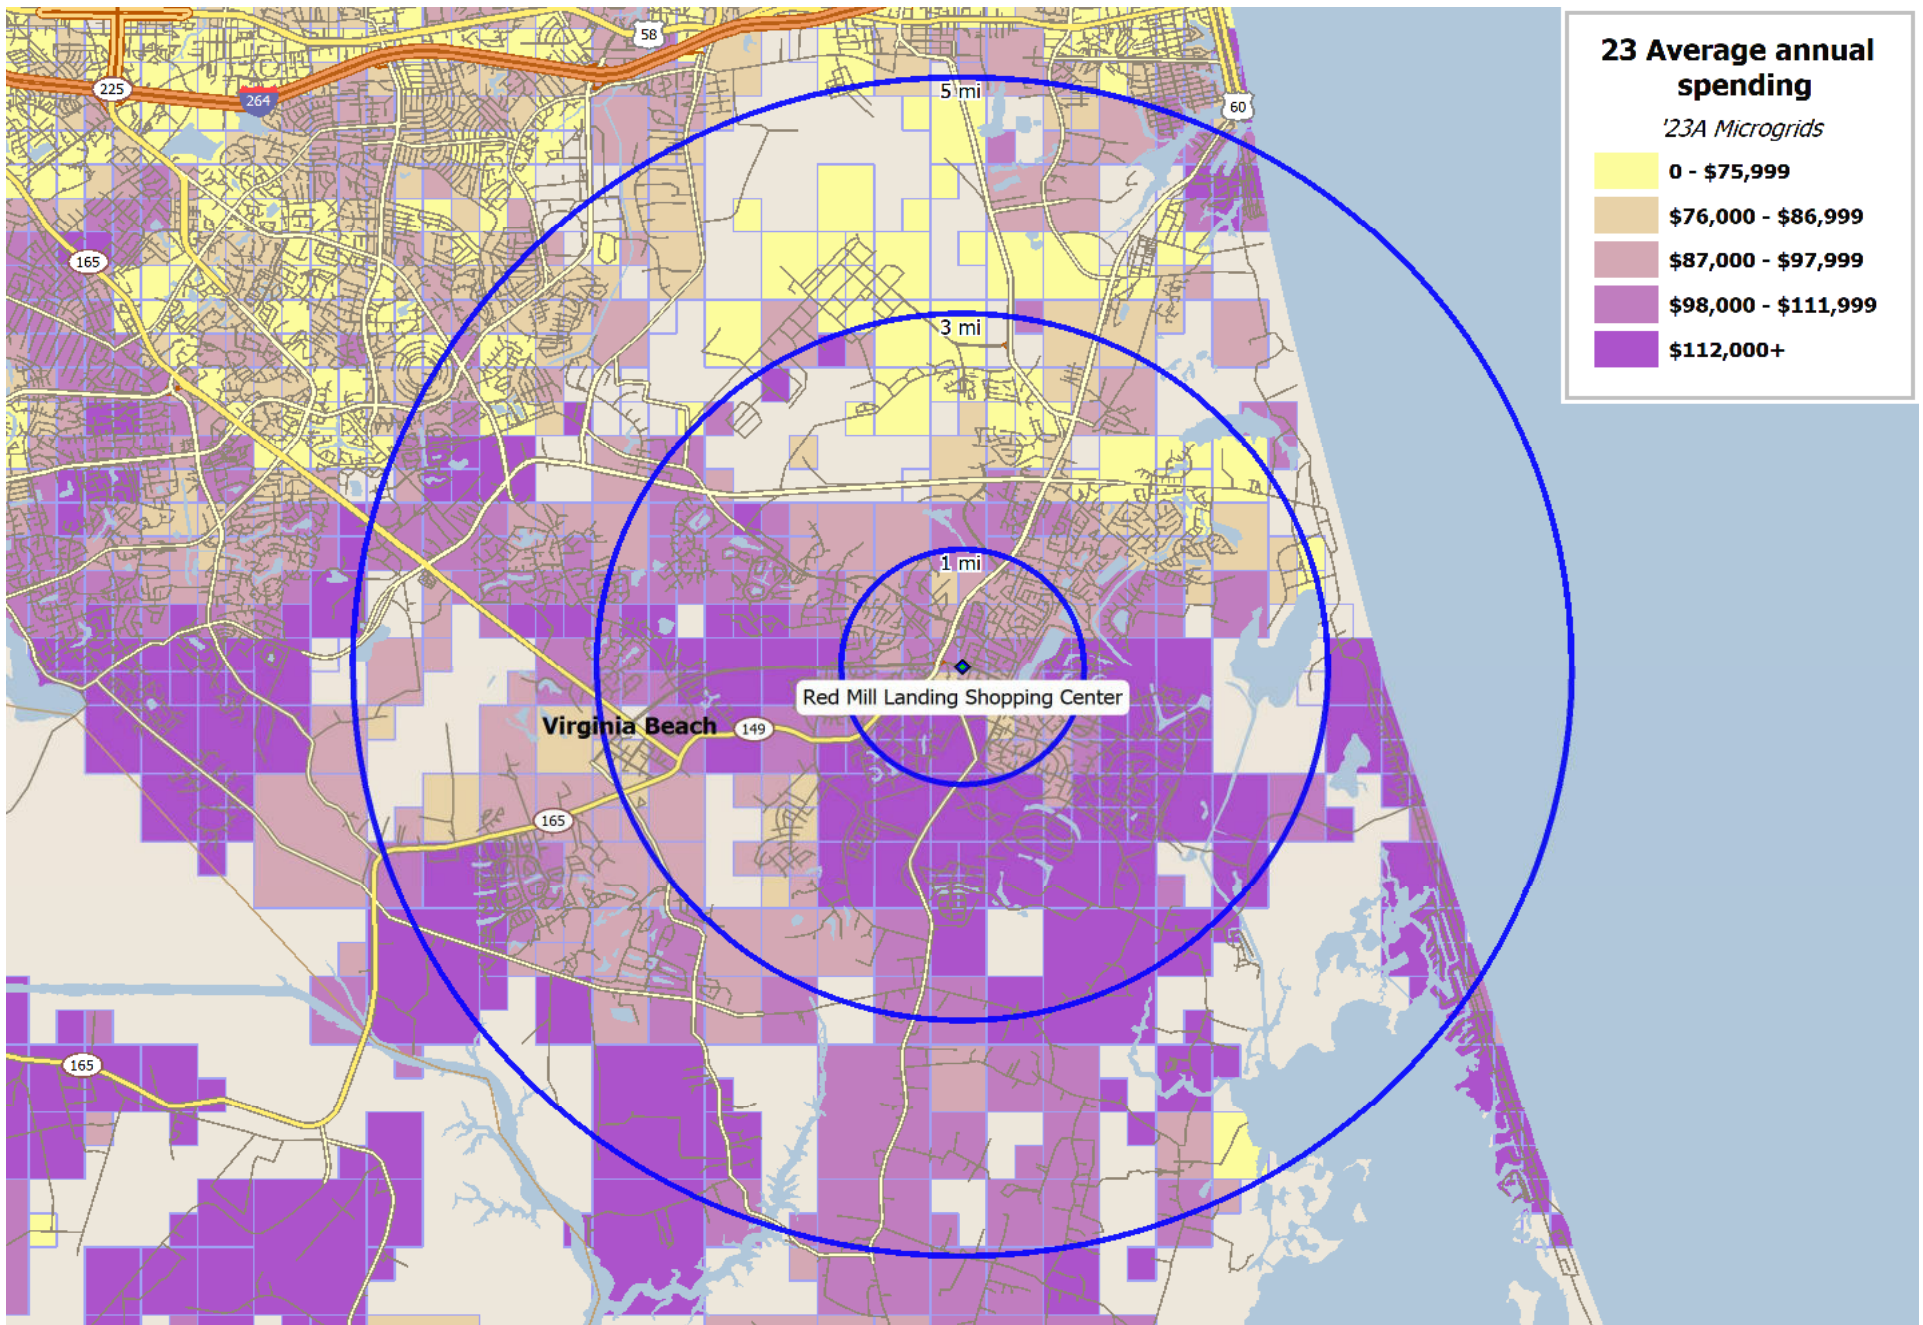 58
225
264
5 mi
60
23 Average annual
spending
'23A Microgrids
0 - $75,999
$76,000 - $86,999
$87,000 - $97,999
$98,000 - $111,999
$112,000+
165
3 mi
1 mi
Red Mill Landing Shopping Center
Virginia Beach
149
165
165